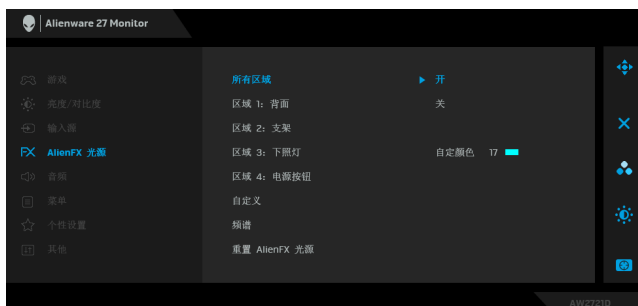 Alienware 27 Monitor
游戏
亮度/对比度
输入源
AlienFX 光源
音频
菜单
个性设置
其他
所有区域 开
区域 1: 背面 关
区域 2: 支架
区域 3: 下照灯 自定颜色 17
区域 4: 电源按钮
自定义
频谱
重置 AlienFX 光源
AW2721D